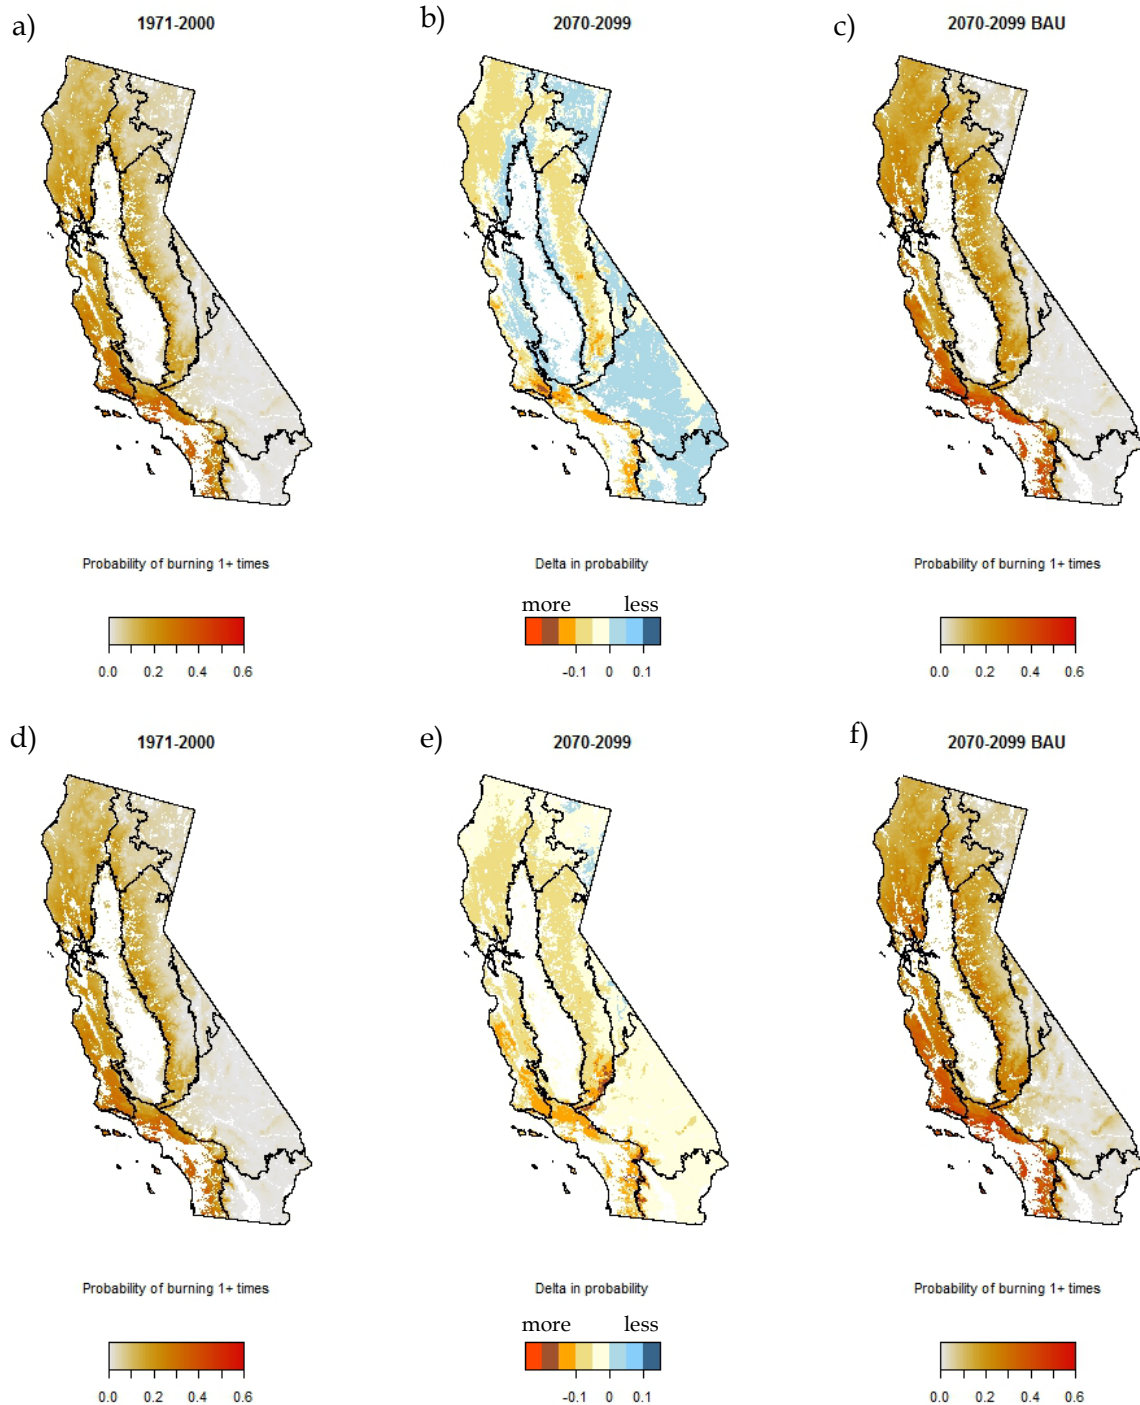 a) 1971-2000
b) 2070-2099
c) 2070-2099 BAU
Probability of burning 1+ times
0.0 0.2 0.4 0.6
Delta in probability
more less
-0.1 0 0.1
Probability of burning 1+ times
0.0 0.2 0.4 0.6
d) 1971-2000
e) 2070-2099
f) 2070-2099 BAU
Probability of burning 1+ times
0.0 0.2 0.4 0.6
Delta in probability
more less
-0.1 0 0.1
Probability of burning 1+ times
0.0 0.2 0.4 0.6